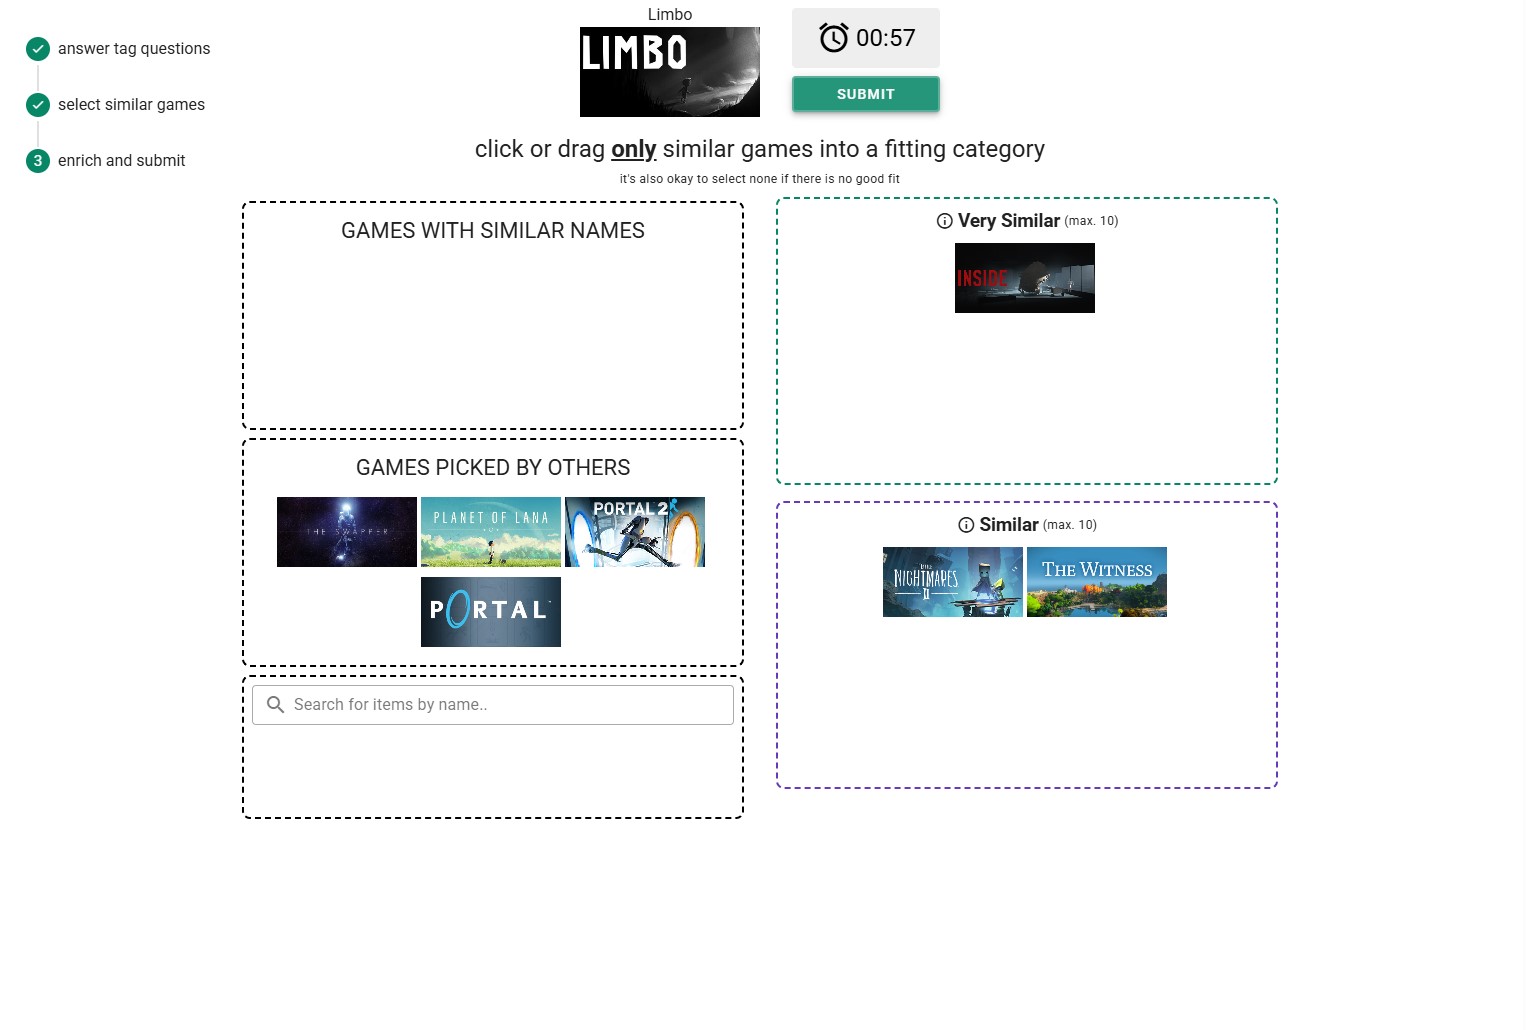 answer tag questions
select similar games
3 enrich and submit
Limbo
LIMBO
00:57
SUBMIT
click or drag only similar games into a fitting category
it's also okay to select none if there is no good fit
GAMES WITH SIMILAR NAMES
GAMES PICKED BY OTHERS
THE SWAPPER
PLANET OF LANA
PORTAL 2
PORTAL
Search for items by name..
Very Similar (max. 10)
INSIDE
Similar (max. 10)
LITTLE
NIGHTMARES
II
THE WITNESS